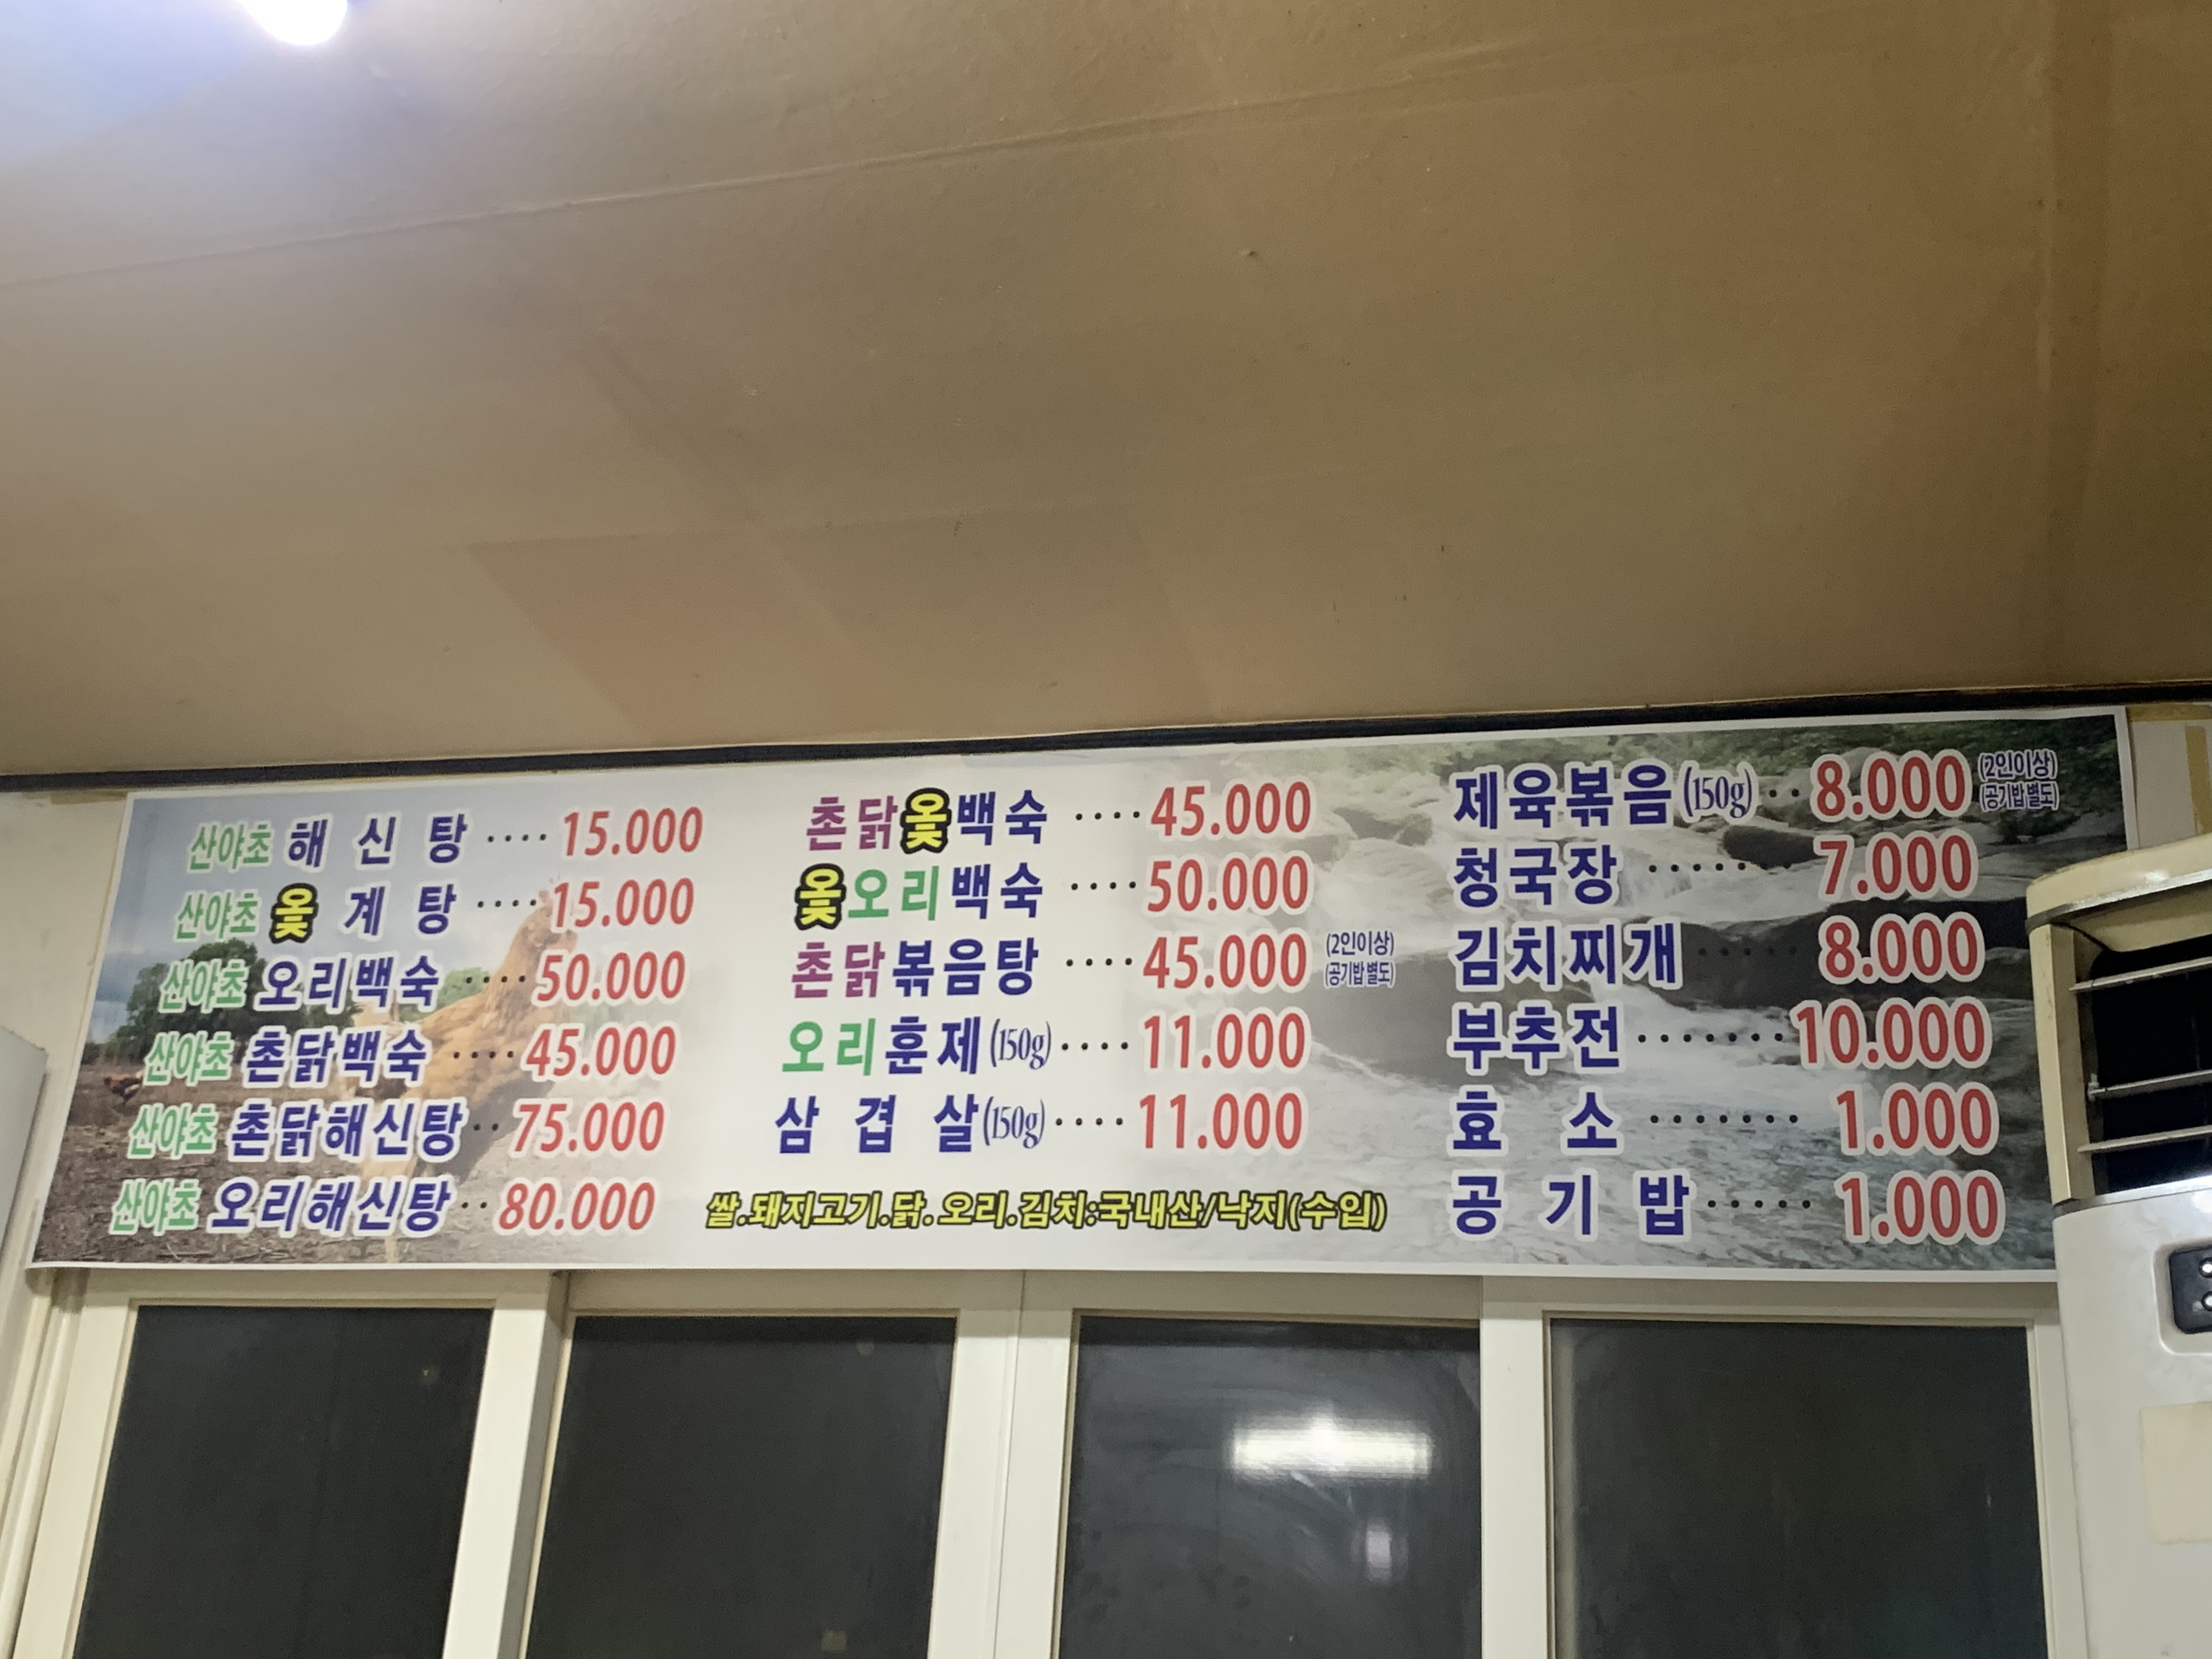 산야초 해 신 탕 ···· 15.000
산야초 옻 계 탕 ···· 15.000
산야초 오리백숙 ···· 50.000
산야초 촌닭백숙 ···· 45.000
산야초 촌닭해신탕 ·· 75.000
산야초 오리해신탕 ·· 80.000
촌닭옻백숙 ···· 45.000
옻오리백숙 ···· 50.000
촌닭볶음탕 ···· 45.000 (2인이상)
(공기밥별도)
오리훈제(150g) ···· 11.000
삼 겹 살(150g) ···· 11.000
쌀.돼지고기.닭.오리.김치:국내산/낙지(수입)
제육볶음(150g) ·· 8.000 (2인이상)
(공기밥별도)
청국장 ····· 7.000
김치찌개 ····· 8.000
부추전 ······· 10.000
효 소 ······· 1.000
공 기 밥 ····· 1.000